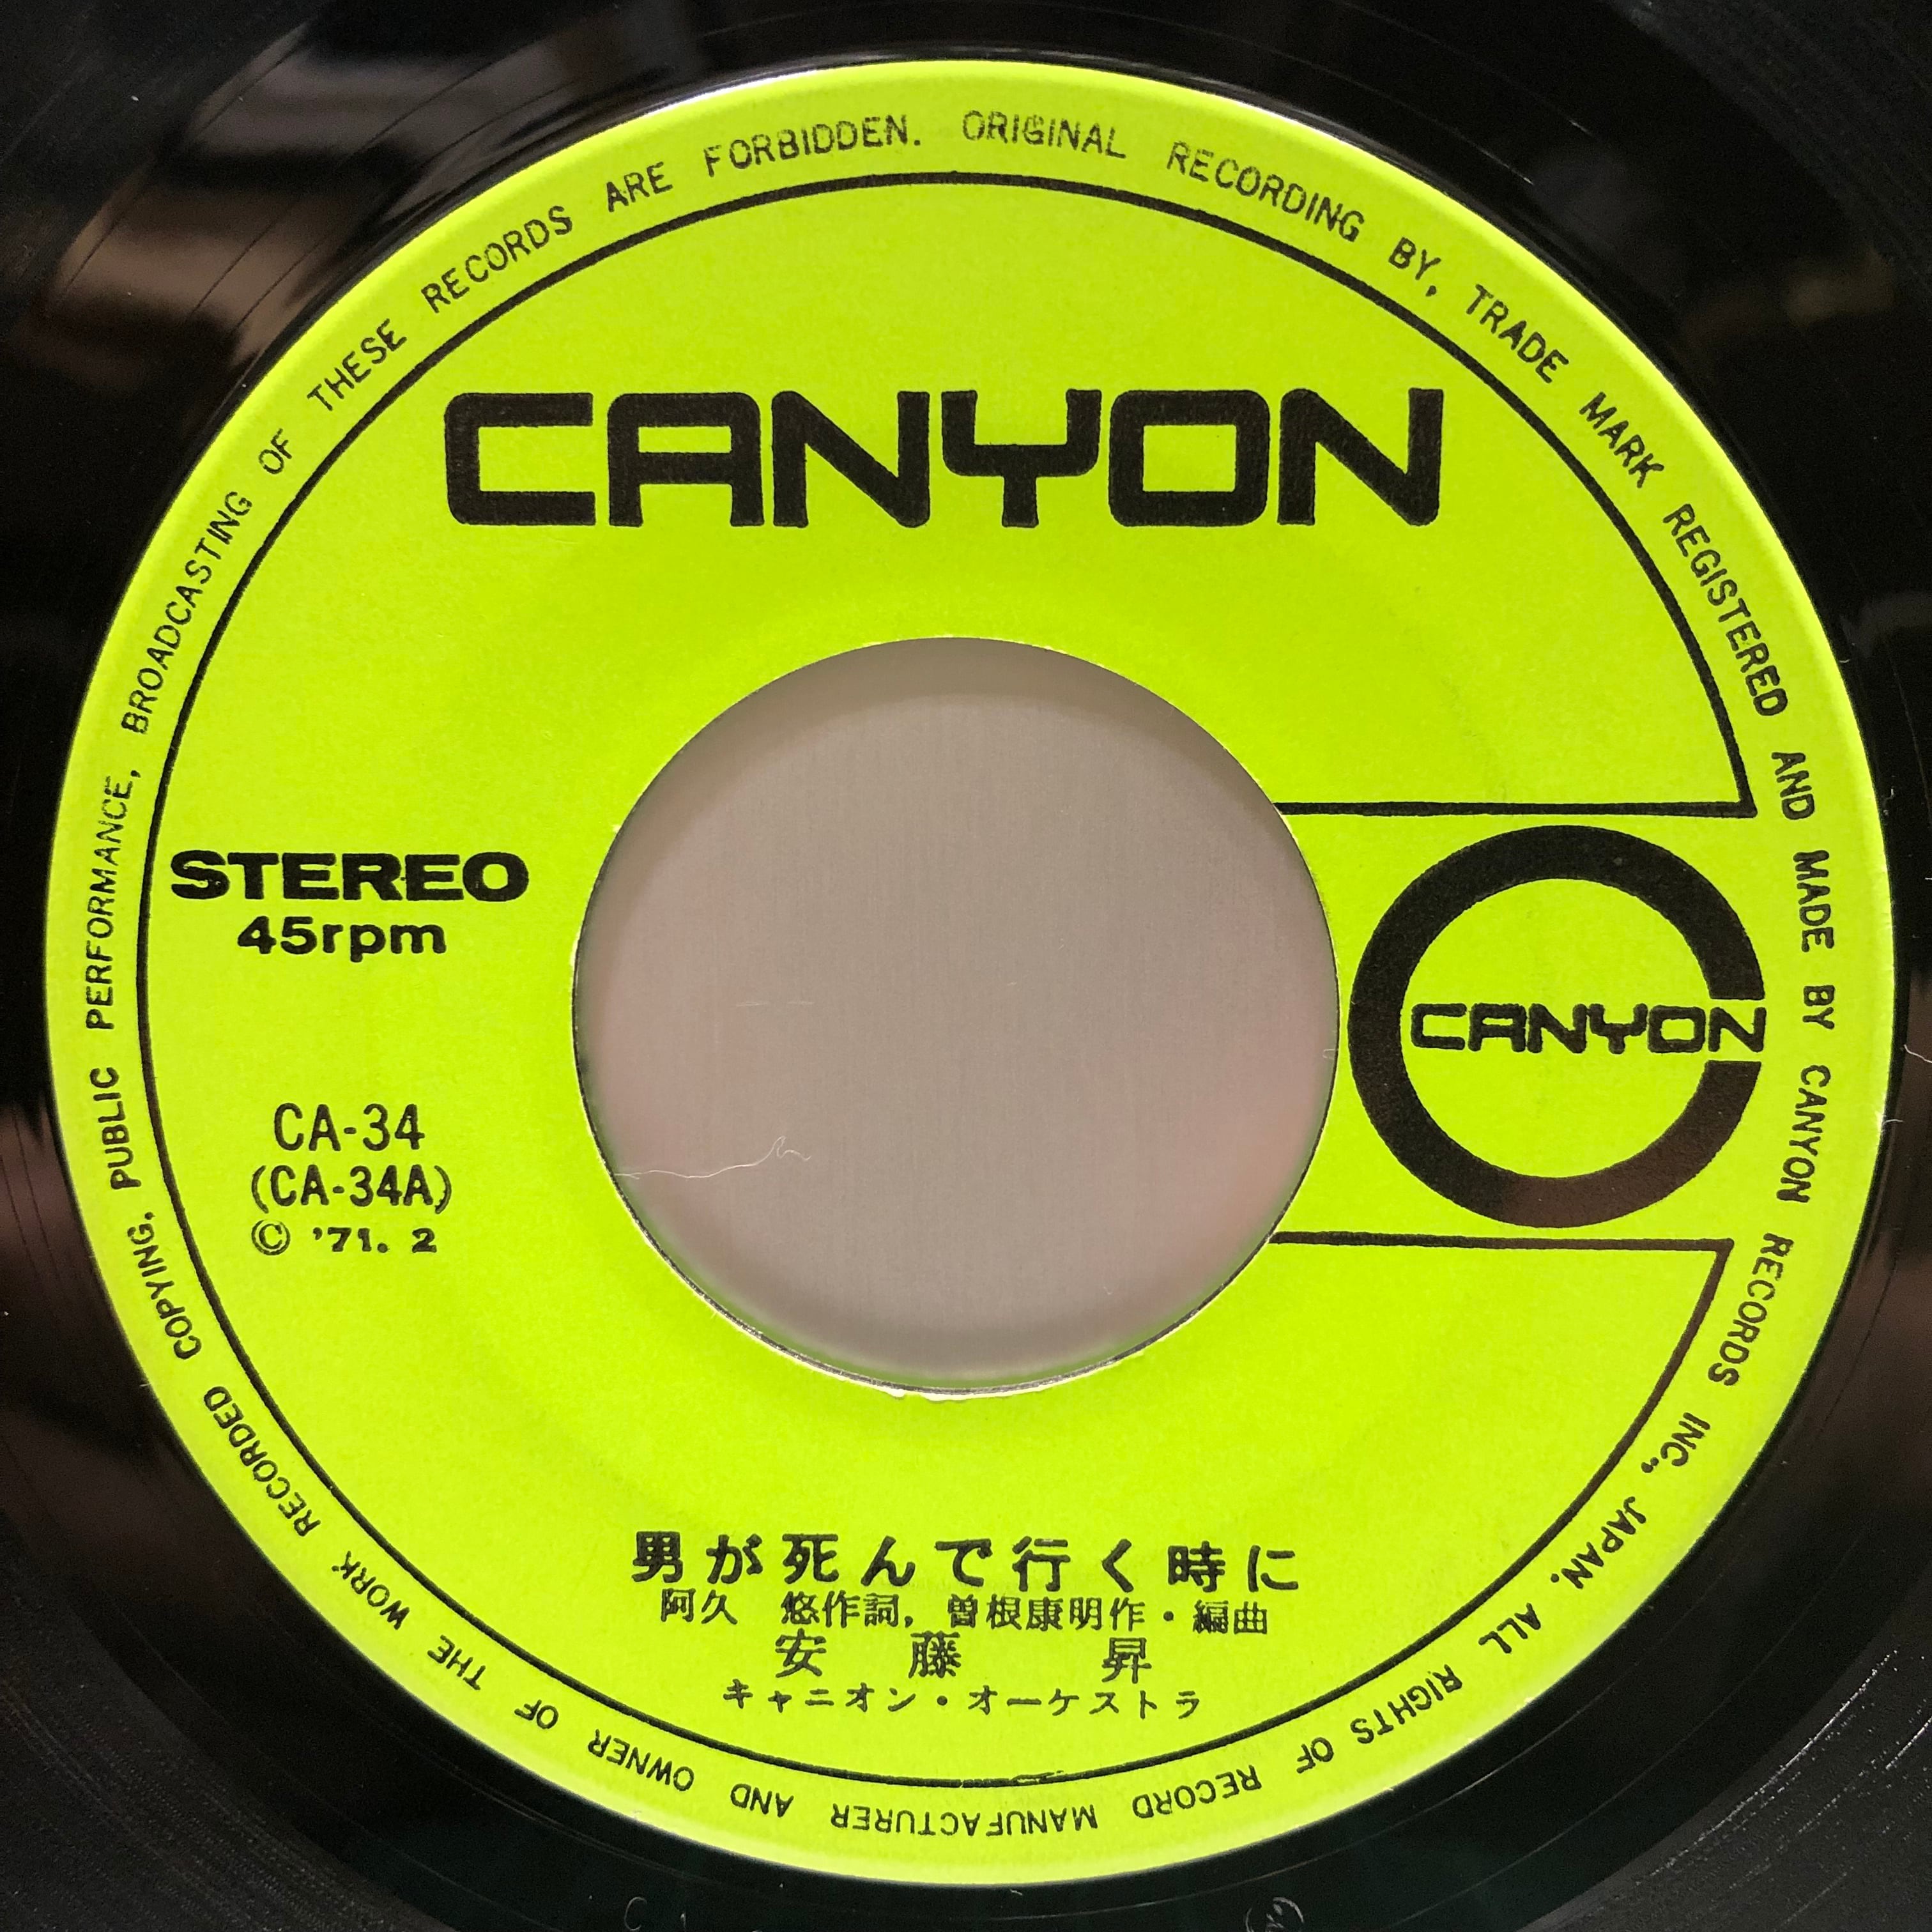 ORIGINAL RECORDING BY, TRADE MARK REGISTERED AND MADE BY CANYON RECORDS INC., JAPAN. ALL RIGHTS OF RECORD MANUFACTURER AND OWNER OF THE WORK RECORDED COPYING, PUBLIC PERFORMANCE, BROADCASTING OF THESE RECORDS ARE FORBIDDEN.
CANYON
STEREO
45rpm
CANYON
CA-34
(CA-34A)
© '71. 2
男が死んで行く時に
阿久 悠作詞, 曽根康明作・編曲
安藤 昇
キャニオン・オーケストラ